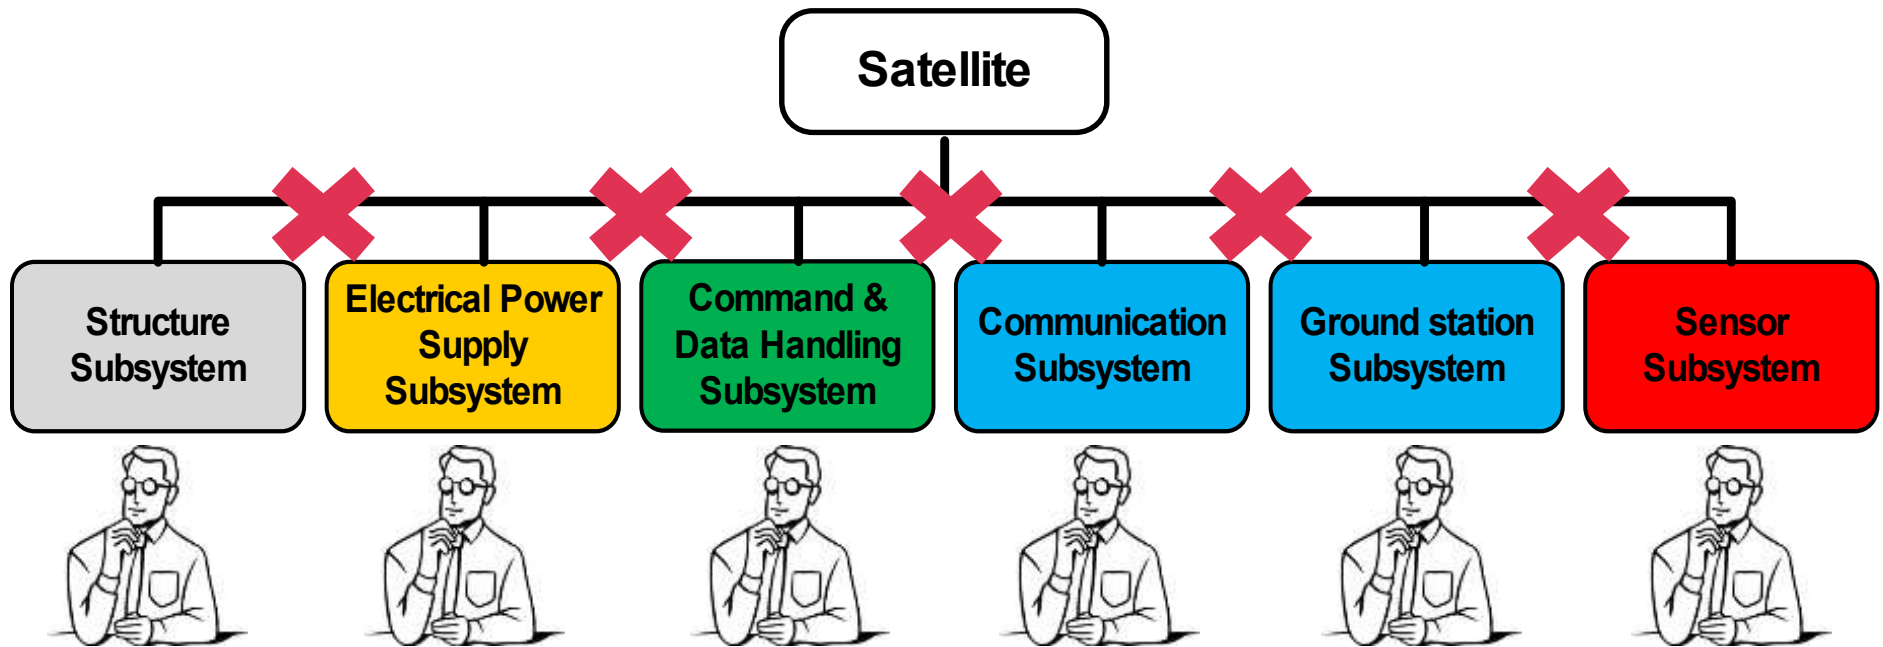 Satellite
Structure
Subsystem
Electrical Power
Supply
Subsystem
Command &
Data Handling
Subsystem
Communication
Subsystem
Ground station
Subsystem
Sensor
Subsystem